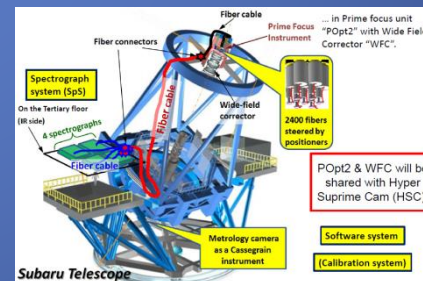 Fiber cable
... in Prime focus unit
"POpt2" with Wide Field
Corrector "WFC".
Fiber connectors
Prime Focus
Instrument
Spectrograph
system (SpS)
On the Tertiary floor
(IR side)
4 spectrographs
Fiber cable
Fiber cable
Wide-field
corrector
2400 fibers
steered by
positioners
POpt2 & WFC will be
shared with Hyper
Suprime Cam (HSC)
Metrology camera
as a Cassegrain
instrument
Software system
(Calibration system)
Subaru Telescope